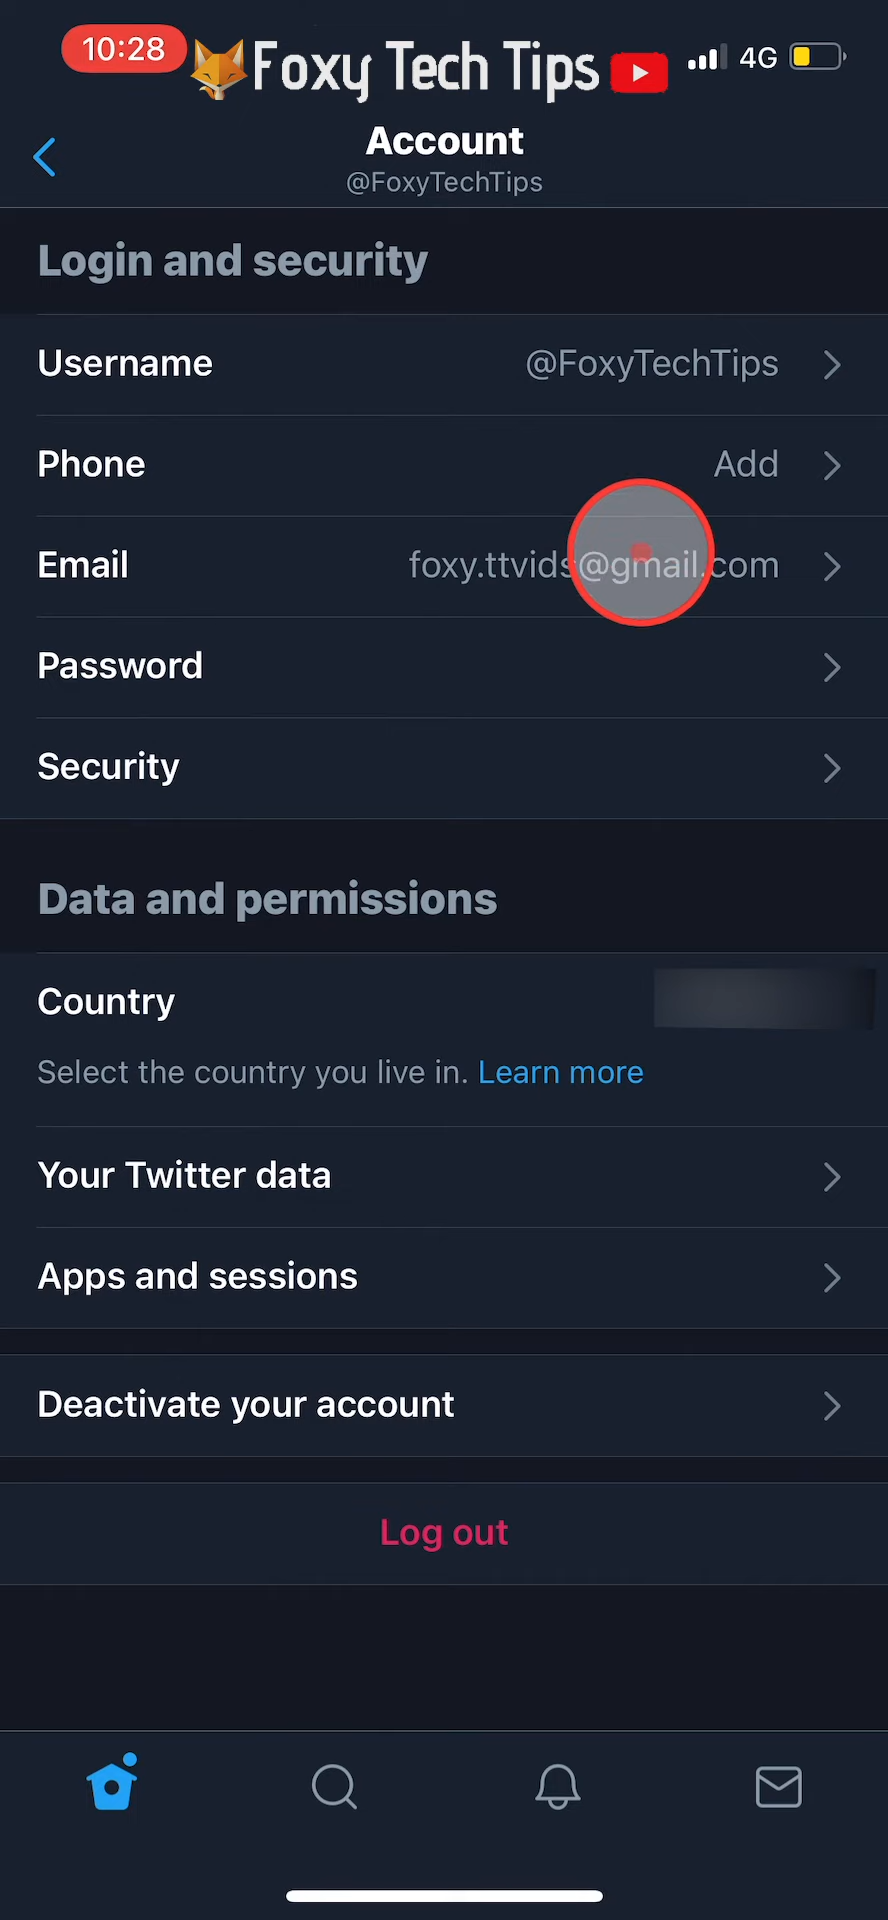 10:28
Foxy Tech Tips
4G
Account
@FoxyTechTips
Login and security
Username @FoxyTechTips
Phone Add
Email foxy.ttvids@gmail.com
Password
Security
Data and permissions
Country
Select the country you live in. Learn more
Your Twitter data
Apps and sessions
Deactivate your account
Log out